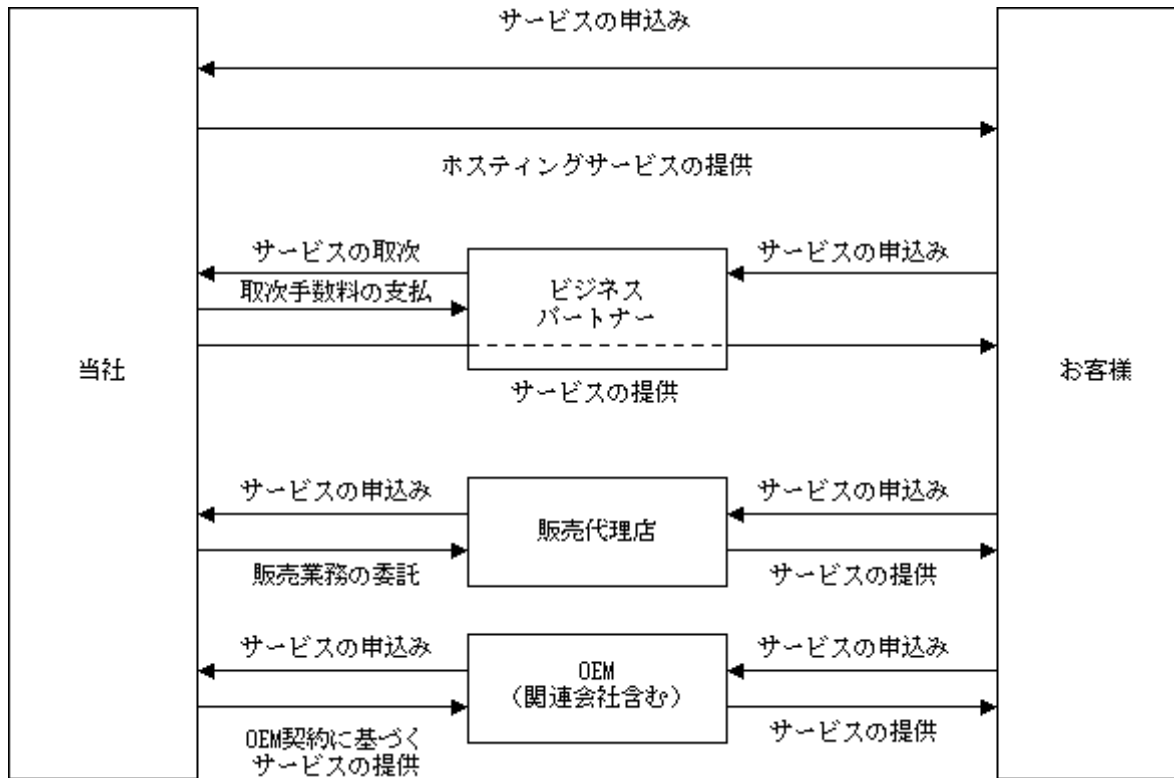 サービスの申込み
ホスティングサービスの提供
サービスの取次
サービスの申込み
取次手数料の支払
ビジネス
パートナー
当社
お客様
サービスの提供
サービスの申込み
サービスの申込み
販売代理店
販売業務の委託
サービスの提供
サービスの申込み
サービスの申込み
OEM
(関連会社含む)
OEM契約に基づく
サービスの提供
サービスの提供